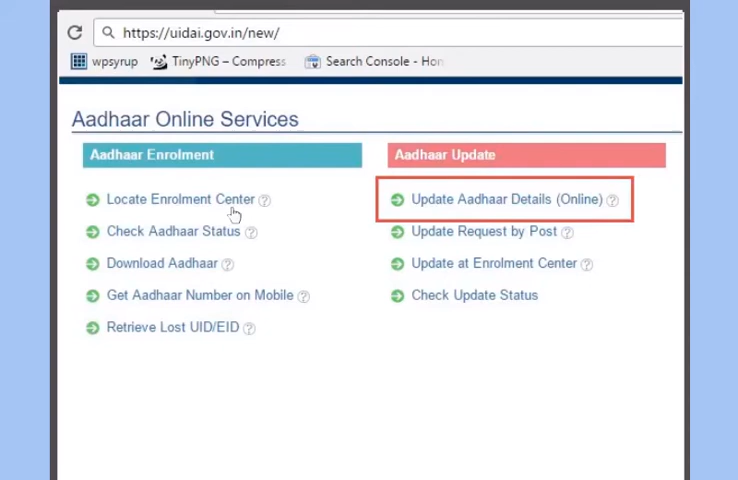 https://uidai.gov.in/new/
wpsyrup TinyPNG – Compress Search Console - Hon
Aadhaar Online Services
Aadhaar Enrolment
Locate Enrolment Center ?
Check Aadhaar Status ?
Download Aadhaar ?
Get Aadhaar Number on Mobile ?
Retrieve Lost UID/EID ?
Aadhaar Update
Update Aadhaar Details (Online) ?
Update Request by Post ?
Update at Enrolment Center ?
Check Update Status